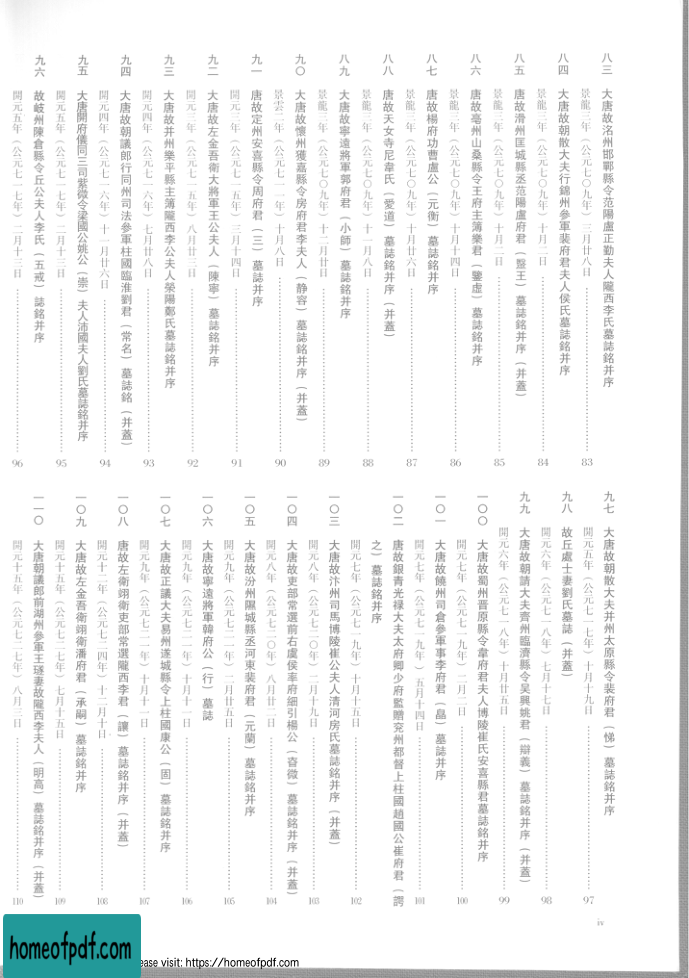 八三 大唐故洺州邯鄲縣令范陽盧正勤夫人隴西李氏墓誌銘并序
景龍三年（公元七〇九年）三月廿八日 83
八四 大唐故朝散大夫行錦州參軍裴府君夫人侯氏墓誌銘并序
景龍三年（公元七〇九年）十月二日 84
八五 唐故滑州匡城縣丞范陽盧府君（醫王）墓誌銘并序（并蓋）
景龍三年（公元七〇九年）十月二日 85
八六 唐故亳州山桑縣令王府主簿樂君（鑒虛）墓誌銘并序
景龍三年（公元七〇九年）十月十四日 86
八七 唐故楊府功曹盧公（元衡）墓誌銘并序
景龍三年（公元七〇九年）十月廿六日 87
八八 唐故天女寺尼韋氏（愛道）墓誌銘并序（并蓋）
景龍三年（公元七〇九年）十一月八日 88
八九 大唐故寧遠將軍郭府君（小師）墓誌銘并序
景龍三年（公元七〇九年）十二月廿日 89
九〇 大唐故懷州獲嘉縣令房府君李夫人（静容）墓誌銘并序（并蓋）
景雲二年（公元七一一年）十月八日 90
九一 唐故定州安喜縣令周府君（三）墓誌并序
開元三年（公元七一五年）三月十四日 91
九二 大唐故左金吾衛大將軍王公夫人（陳寧）墓誌銘并序
開元三年（公元七一五年）八月廿三日 92
九三 大唐故并州樂平縣主簿隴西李公夫人滎陽鄭氏墓誌銘并序
開元四年（公元七一六年）七月廿八日 93
九四 大唐故朝議郎行同州司法參軍柱國臨淮劉君（常名）墓誌銘（并蓋）
開元四年（公元七一六年）十一月廿六日 94
九五 大唐開府儀同三司紫微令梁國公姚公（崇）夫人沛國夫人劉氏墓誌銘并序
開元五年（公元七一七年）二月十三日 95
九六 故岐州陳倉縣令丘公夫人李氏（五戒）誌銘并序
開元五年（公元七一七年）二月十三日 96
九七 大唐故朝散大夫并州太原縣令裴府君（悌）墓誌銘并序
開元五年（公元七一七年）十月十九日 97
九八 故丘處士妻劉氏墓誌（并蓋）
開元六年（公元七一八年）七月十七日 98
九九 大唐故朝請大夫齊州臨濟縣令吴興姚君（辯義）墓誌銘并序（并蓋）
開元六年（公元七一八年）十月廿五日 99
一〇〇 大唐故蜀州晋原縣令韋府君夫人博陵崔氏安喜縣君墓誌銘并序
開元七年（公元七一九年）二月二日 100
一〇一 大唐故饒州司倉參軍事李府君（晶）墓誌并序
開元七年（公元七一九年）五月十四日 101
一〇二 唐故銀青光禄大夫太府卿少府監贈兖州都督上柱國趙國公崔府君（諤
之）墓誌銘并序
開元七年（公元七一九年）十月十五日 102
一〇三 大唐故汴州司馬博陵崔公夫人清河房氏墓誌銘并序（并蓋）
開元八年（公元七二〇年）二月十九日 103
一〇四 大唐故吏部常選前右虞侯率府細引楊公（杳微）墓誌銘并序（并蓋）
開元八年（公元七二〇年）八月廿二日 104
一〇五 大唐故汾州隰城縣丞河東裴府君（元蘭）墓誌銘并序
開元九年（公元七二一年）二月廿五日 105
一〇六 大唐故寧遠將軍韓府公（行）墓誌
開元九年（公元七二一年）十月十一日 106
一〇七 大唐故正議大夫易州遂城縣令上柱國康公（固）墓誌銘并序
開元九年（公元七二一年）十月十一日 107
一〇八 唐故左衛翊衛吏部常選隴西李君（讓）墓誌銘并序（并蓋）
開元十二年（公元七二四年）十二月十日 108
一〇九 大唐故左金吾衛翊衛潘府君（承嗣）墓誌銘并序
開元十五年（公元七二七年）七月十五日 109
一一〇 大唐朝議郎前湖州參軍王璲妻故隴西李夫人（明高）墓誌銘并序（并蓋）
開元十五年（公元七二七年）八月二日 110
iv
homeofpdf.com
ease visit: https://homeofpdf.com